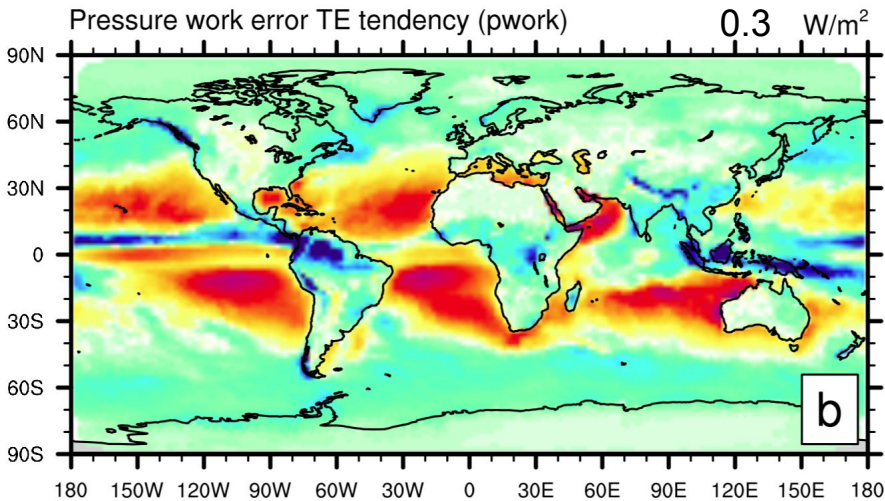 Pressure work error TE tendency (pwork) 0.3 W/m²
90N
60N
30N
0
30S
60S
90S
b
180 150W 120W 90W 60W 30W 0 30E 60E 90E 120E 150E 180